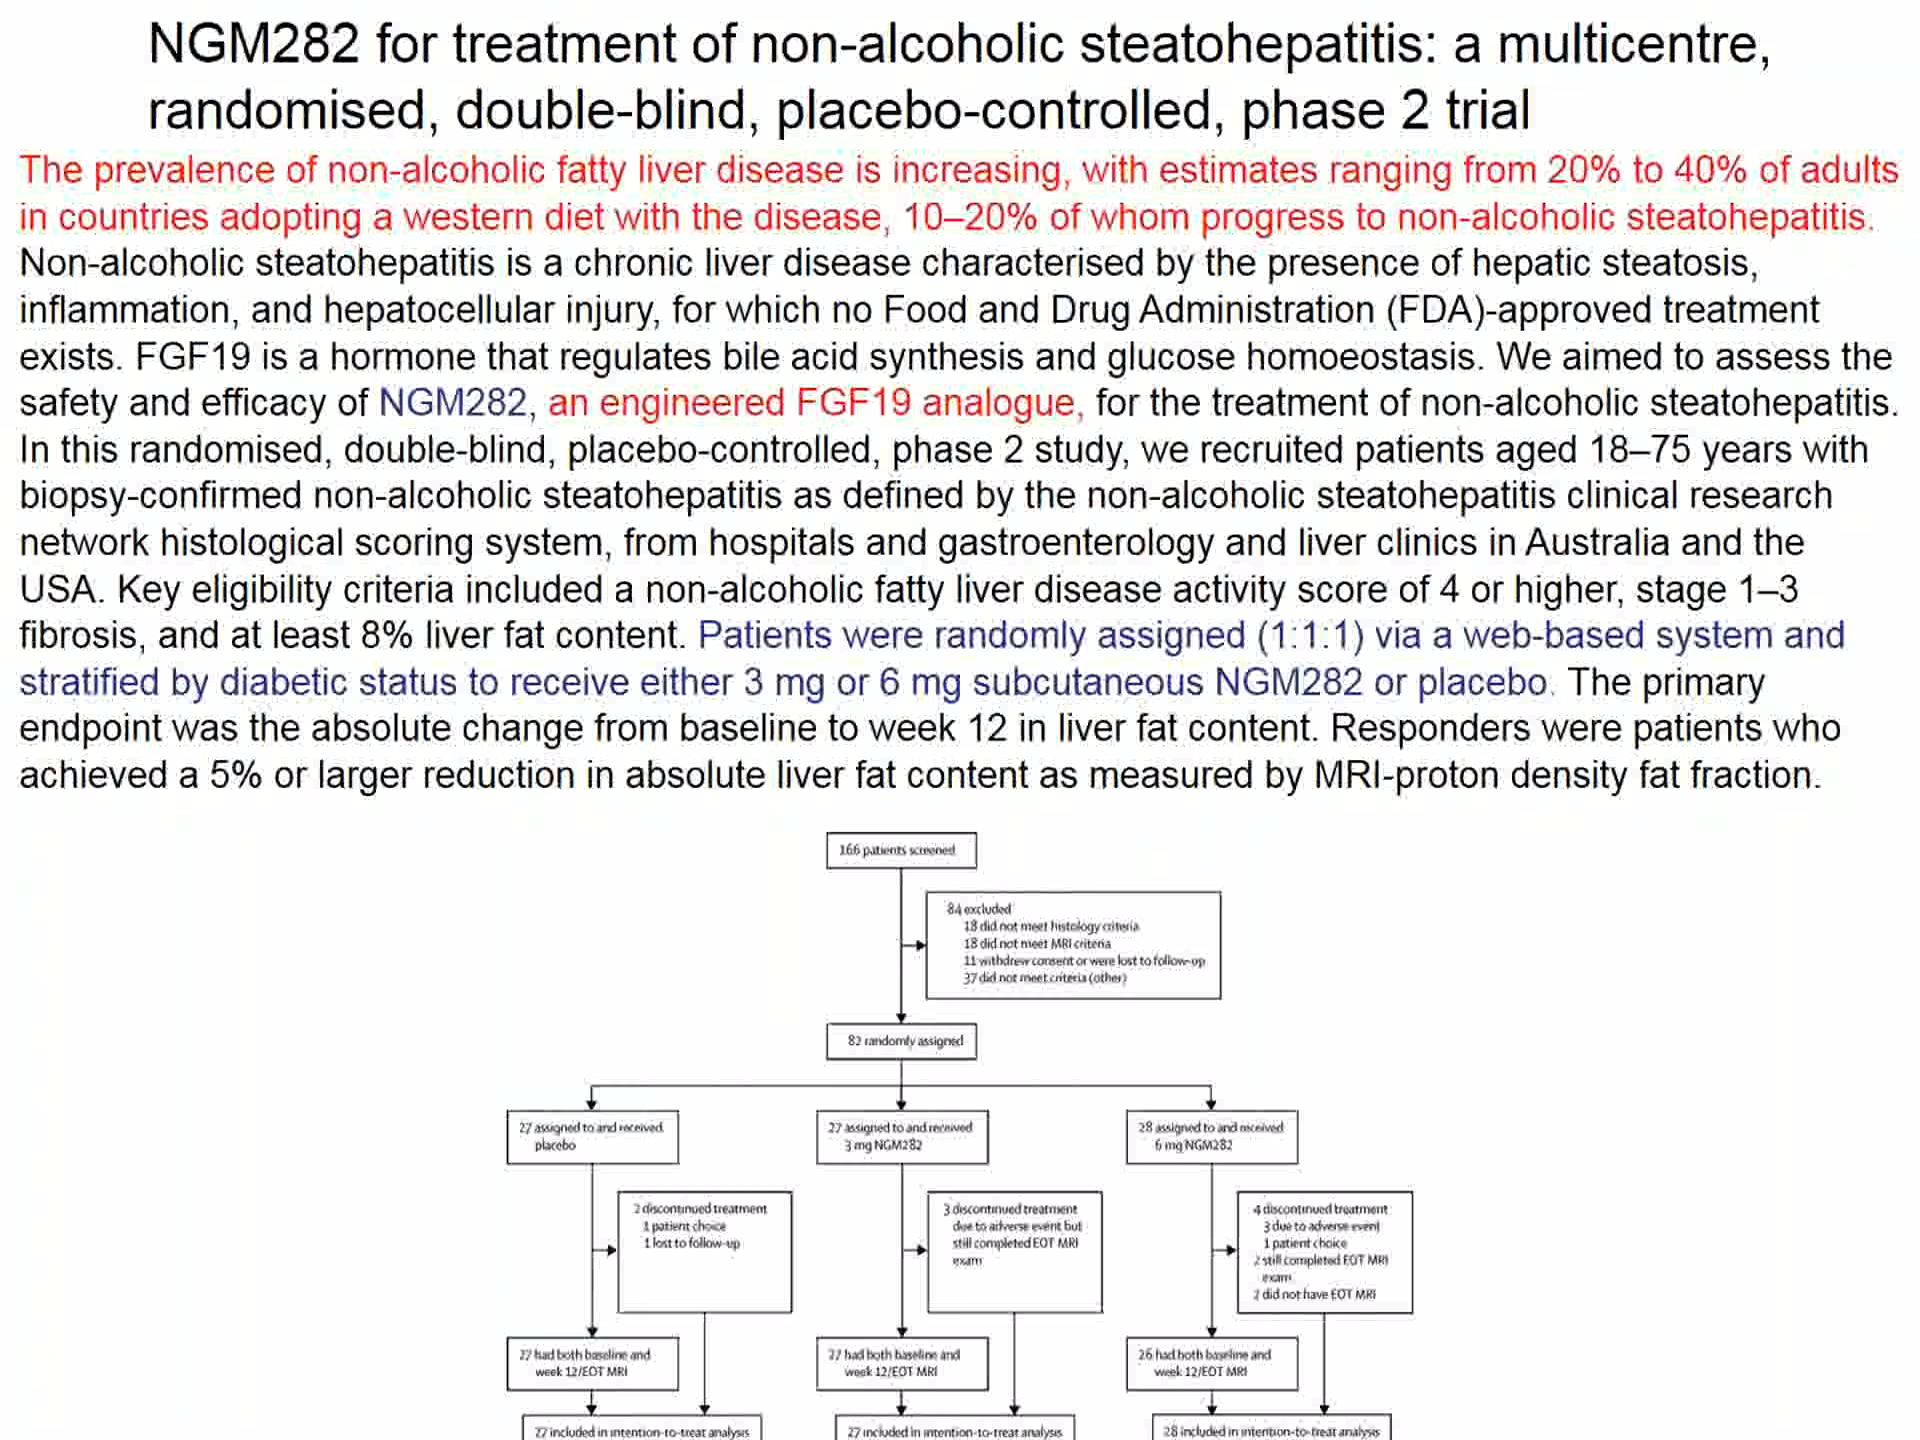 NGM282 for treatment of non-alcoholic steatohepatitis: a multicentre,
randomised, double-blind, placebo-controlled, phase 2 trial
The prevalence of non-alcoholic fatty liver disease is increasing, with estimates ranging from 20% to 40% of adults
in countries adopting a western diet with the disease, 10–20% of whom progress to non-alcoholic steatohepatitis.
Non-alcoholic steatohepatitis is a chronic liver disease characterised by the presence of hepatic steatosis,
inflammation, and hepatocellular injury, for which no Food and Drug Administration (FDA)-approved treatment
exists. FGF19 is a hormone that regulates bile acid synthesis and glucose homoeostasis. We aimed to assess the
safety and efficacy of NGM282, an engineered FGF19 analogue, for the treatment of non-alcoholic steatohepatitis.
In this randomised, double-blind, placebo-controlled, phase 2 study, we recruited patients aged 18–75 years with
biopsy-confirmed non-alcoholic steatohepatitis as defined by the non-alcoholic steatohepatitis clinical research
network histological scoring system, from hospitals and gastroenterology and liver clinics in Australia and the
USA. Key eligibility criteria included a non-alcoholic fatty liver disease activity score of 4 or higher, stage 1–3
fibrosis, and at least 8% liver fat content. Patients were randomly assigned (1:1:1) via a web-based system and
stratified by diabetic status to receive either 3 mg or 6 mg subcutaneous NGM282 or placebo. The primary
endpoint was the absolute change from baseline to week 12 in liver fat content. Responders were patients who
achieved a 5% or larger reduction in absolute liver fat content as measured by MRI-proton density fat fraction.
166 patients screened
84 excluded
18 did not meet histology criteria
18 did not meet MRI criteria
11 withdrew consent or were lost to follow-up
37 did not meet criteria (other)
82 randomly assigned
27 assigned to and received
placebo
27 assigned to and received
3 mg NGM282
28 assigned to and received
6 mg NGM282
2 discontinued treatment
1 patient choice
1 lost to follow-up
3 discontinued treatment
due to adverse event but
still completed EOT MRI
exam
4 discontinued treatment
3 due to adverse event
1 patient choice
2 still completed EOT MRI
exam
2 did not have EOT MRI
27 had both baseline and
week 12/EOT MRI
27 had both baseline and
week 12/EOT MRI
26 had both baseline and
week 12/EOT MRI
27 included in intention-to-treat analysis
27 included in intention-to-treat analysis
28 included in intention-to-treat analysis